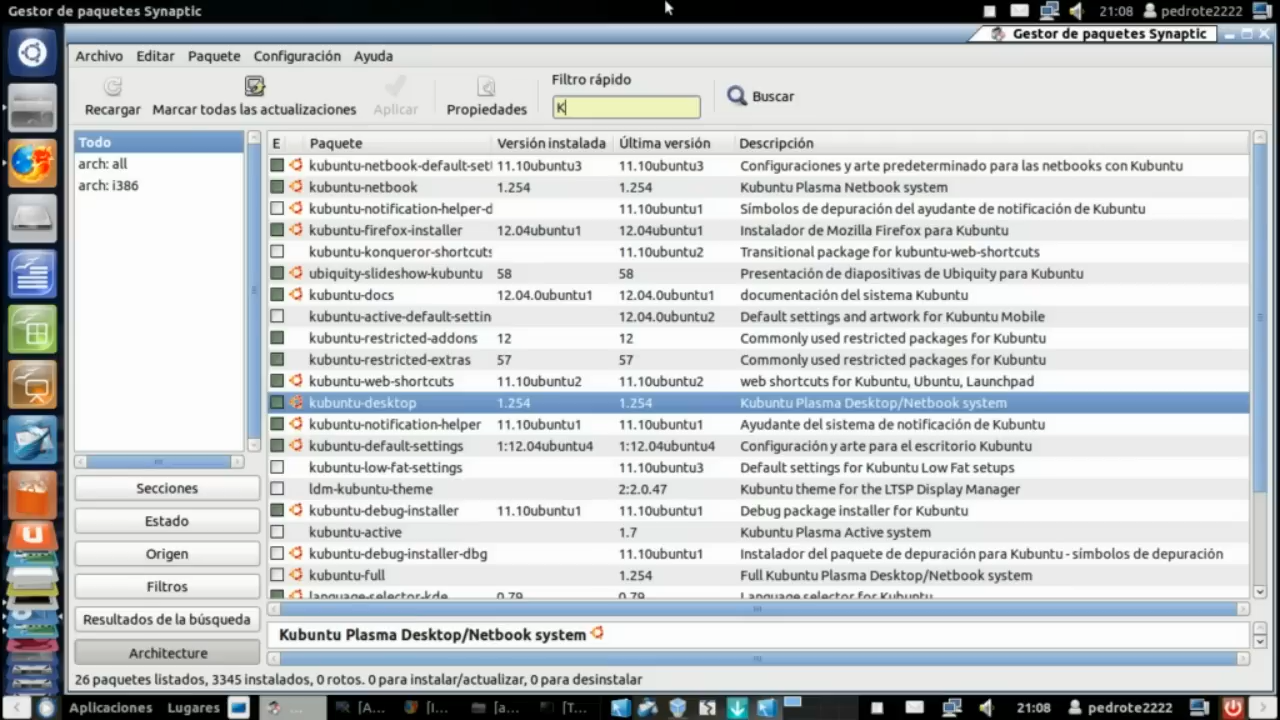 Gestor de paquetes Synaptic 21:08 pedrote2222
Gestor de paquetes Synaptic
Archivo Editar Paquete Configuración Ayuda
Filtro rápido
Recargar Marcar todas las actualizaciones Aplicar Propiedades K Buscar
Todo
arch: all
arch: i386
E Paquete Versión instalada Última versión Descripción
kubuntu-netbook-default-set 11.10ubuntu3 11.10ubuntu3 Configuraciones y arte predeterminado para las netbooks con Kubuntu
kubuntu-netbook 1.254 1.254 Kubuntu Plasma Netbook system
kubuntu-notification-helper-d 11.10ubuntu1 Símbolos de depuración del ayudante de notificación de Kubuntu
kubuntu-firefox-installer 12.04ubuntu1 12.04ubuntu1 Instalador de Mozilla Firefox para Kubuntu
kubuntu-konqueror-shortcuts 11.10ubuntu2 Transitional package for kubuntu-web-shortcuts
ubiquity-slideshow-kubuntu 58 58 Presentación de diapositivas de Ubiquity para Kubuntu
kubuntu-docs 12.04.0ubuntu1 12.04.0ubuntu1 documentación del sistema Kubuntu
kubuntu-active-default-settin 12.04.0ubuntu2 Default settings and artwork for Kubuntu Mobile
kubuntu-restricted-addons 12 12 Commonly used restricted packages for Kubuntu
kubuntu-restricted-extras 57 57 Commonly used restricted packages for Kubuntu
kubuntu-web-shortcuts 11.10ubuntu2 11.10ubuntu2 web shortcuts for Kubuntu, Ubuntu, Launchpad
kubuntu-desktop 1.254 1.254 Kubuntu Plasma Desktop/Netbook system
kubuntu-notification-helper 11.10ubuntu1 11.10ubuntu1 Ayudante del sistema de notificación de Kubuntu
kubuntu-default-settings 1:12.04ubuntu4 1:12.04ubuntu4 Configuración y arte para el escritorio Kubuntu
kubuntu-low-fat-settings 11.10ubuntu3 Default settings for Kubuntu Low Fat setups
ldm-kubuntu-theme 2:2.0.47 Kubuntu theme for the LTSP Display Manager
kubuntu-debug-installer 11.10ubuntu1 11.10ubuntu1 Debug package installer for Kubuntu
kubuntu-active 1.7 Kubuntu Plasma Active system
kubuntu-debug-installer-dbg 11.10ubuntu1 Instalador del paquete de depuración para Kubuntu - símbolos de depuración
kubuntu-full 1.254 Full Kubuntu Plasma Desktop/Netbook system
language-selector-kde 0.79 0.79 Language selector for Kubuntu
Secciones
Estado
Origen
Filtros
Resultados de la búsqueda
Architecture
Kubuntu Plasma Desktop/Netbook system
26 paquetes listados, 3345 instalados, 0 rotos. 0 para instalar/actualizar, 0 para desinstalar
Aplicaciones Lugares ... [A... [I... [a... [T... 21:08 pedrote2222